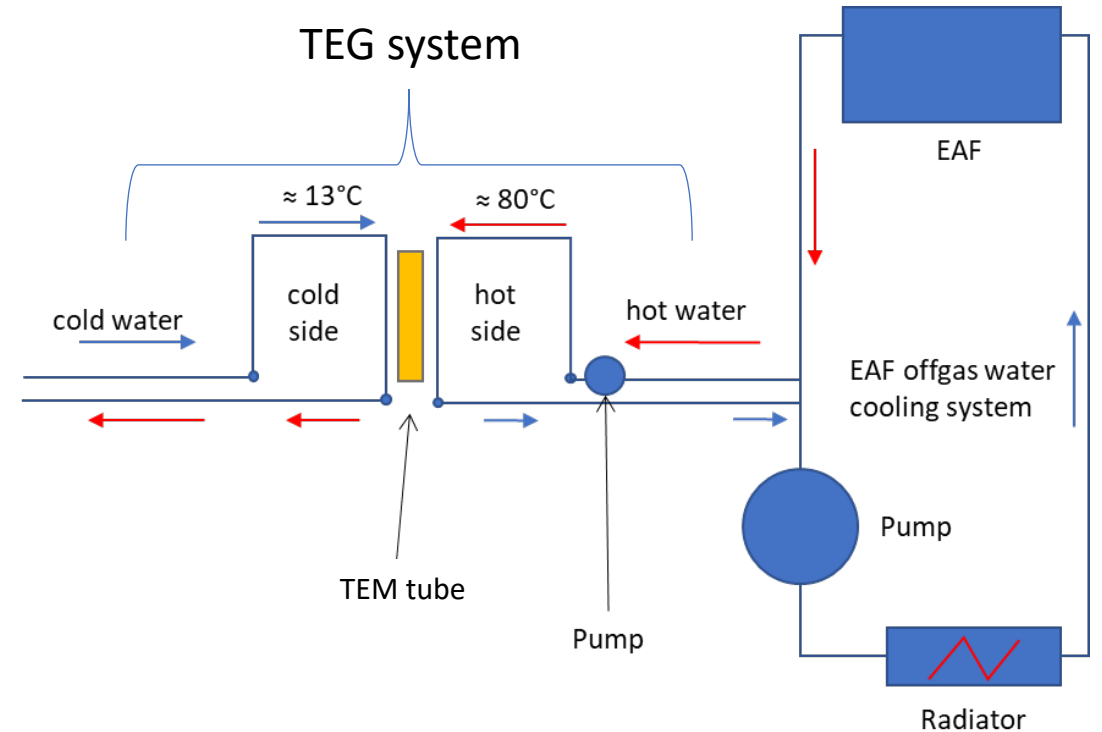 TEG system
EAF
≈ 13°C
≈ 80°C
cold
side
hot
side
cold water
hot water
EAF offgas water
cooling system
Pump
TEM tube
Pump
Radiator